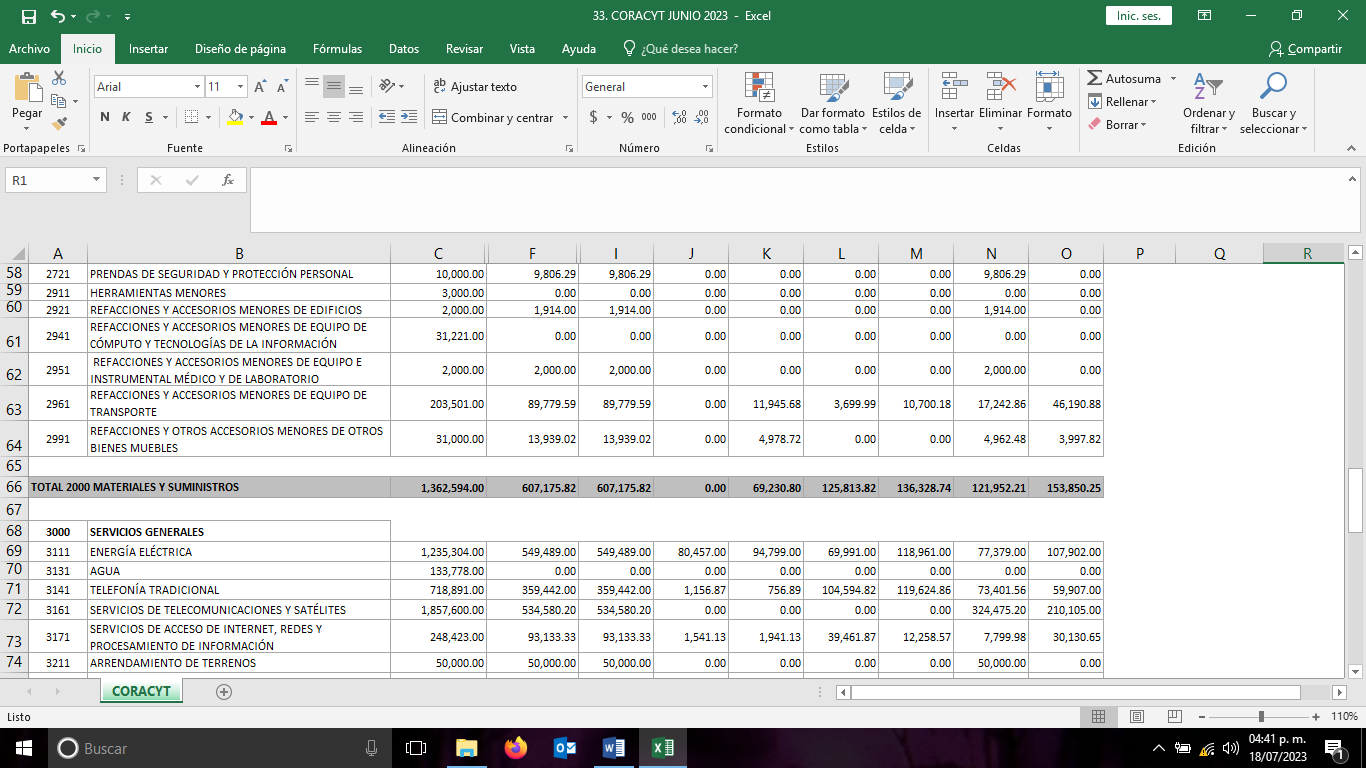 33. CORACYT JUNIO 2023 - Excel
Inic. ses.
Archivo Inicio Insertar Diseño de página Fórmulas Datos Revisar Vista Ayuda ¿Qué desea hacer? Compartir
Pegar
Arial 11
N K S
Ajustar texto
Combinar y centrar
General
$ % 000
Formato condicional
Dar formato como tabla
Estilos de celda
Insertar Eliminar Formato
Autosuma
Rellenar
Borrar
Ordenar y filtrar
Buscar y seleccionar
Portapapeles Fuente Alineación Número Estilos Celdas Edición
R1 fx
A B C F I J K L M N O P Q R
58 2721 PRENDAS DE SEGURIDAD Y PROTECCIÓN PERSONAL 10,000.00 9,806.29 9,806.29 0.00 0.00 0.00 0.00 9,806.29 0.00
59 2911 HERRAMIENTAS MENORES 3,000.00 0.00 0.00 0.00 0.00 0.00 0.00 0.00 0.00
60 2921 REFACCIONES Y ACCESORIOS MENORES DE EDIFICIOS 2,000.00 1,914.00 1,914.00 0.00 0.00 0.00 0.00 1,914.00 0.00
REFACCIONES Y ACCESORIOS MENORES DE EQUIPO DE
61 2941 CÓMPUTO Y TECNOLOGÍAS DE LA INFORMACIÓN 31,221.00 0.00 0.00 0.00 0.00 0.00 0.00 0.00 0.00
REFACCIONES Y ACCESORIOS MENORES DE EQUIPO E
62 2951 INSTRUMENTAL MÉDICO Y DE LABORATORIO 2,000.00 2,000.00 2,000.00 0.00 0.00 0.00 0.00 2,000.00 0.00
REFACCIONES Y ACCESORIOS MENORES DE EQUIPO DE
63 2961 TRANSPORTE 203,501.00 89,779.59 89,779.59 0.00 11,945.68 3,699.99 10,700.18 17,242.86 46,190.88
REFACCIONES Y OTROS ACCESORIOS MENORES DE OTROS
64 2991 BIENES MUEBLES 31,000.00 13,939.02 13,939.02 0.00 4,978.72 0.00 0.00 4,962.48 3,997.82
65
66 TOTAL 2000 MATERIALES Y SUMINISTROS 1,362,594.00 607,175.82 607,175.82 0.00 69,230.80 125,813.82 136,328.74 121,952.21 153,850.25
67
68 3000 SERVICIOS GENERALES
69 3111 ENERGÍA ELÉCTRICA 1,235,304.00 549,489.00 549,489.00 80,457.00 94,799.00 69,991.00 118,961.00 77,379.00 107,902.00
70 3131 AGUA 133,778.00 0.00 0.00 0.00 0.00 0.00 0.00 0.00 0.00
71 3141 TELEFONÍA TRADICIONAL 718,891.00 359,442.00 359,442.00 1,156.87 756.89 104,594.82 119,624.86 73,401.56 59,907.00
72 3161 SERVICIOS DE TELECOMUNICACIONES Y SATÉLITES 1,857,600.00 534,580.20 534,580.20 0.00 0.00 0.00 0.00 324,475.20 210,105.00
SERVICIOS DE ACCESO DE INTERNET, REDES Y
73 3171 PROCESAMIENTO DE INFORMACIÓN 248,423.00 93,133.33 93,133.33 1,541.13 1,941.13 39,461.87 12,258.57 7,799.98 30,130.65
74 3211 ARRENDAMIENTO DE TERRENOS 50,000.00 50,000.00 50,000.00 0.00 0.00 0.00 0.00 50,000.00 0.00
CORACYT
Listo 110%
Buscar
04:41 p. m.
18/07/2023